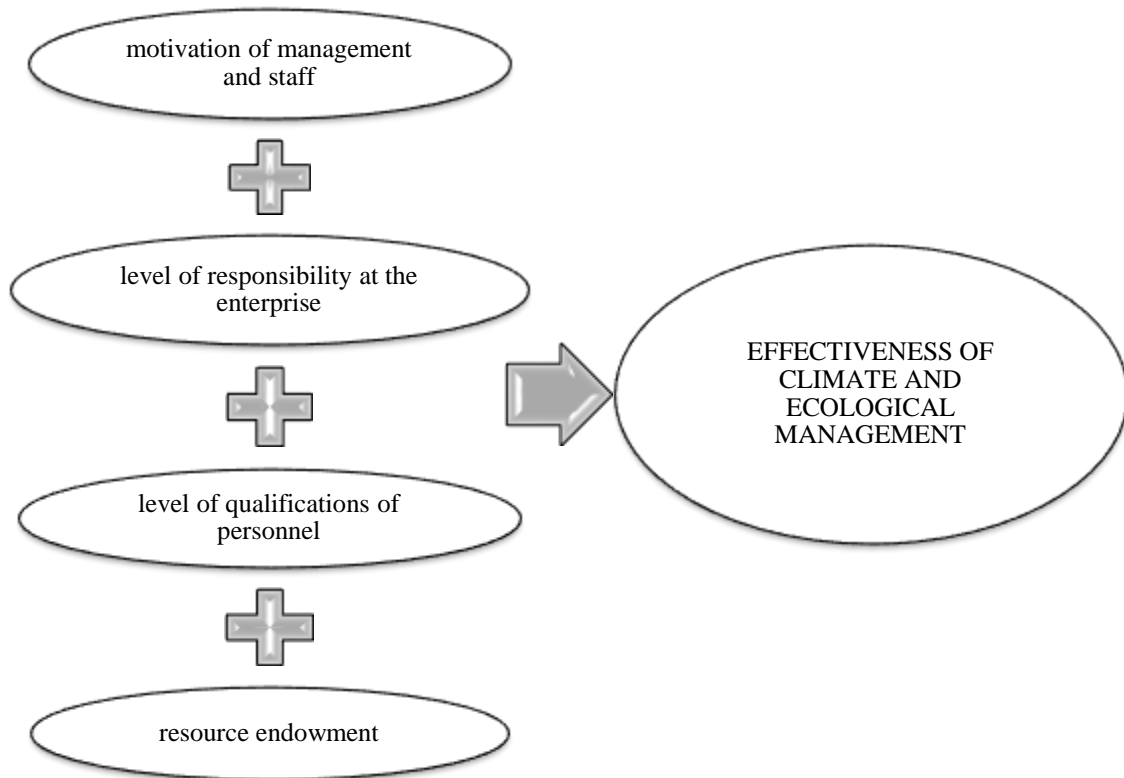 motivation of management
and staff
level of responsibility at the
enterprise
level of qualifications of
personnel
resource endowment
EFFECTIVENESS OF
CLIMATE AND
ECOLOGICAL
MANAGEMENT